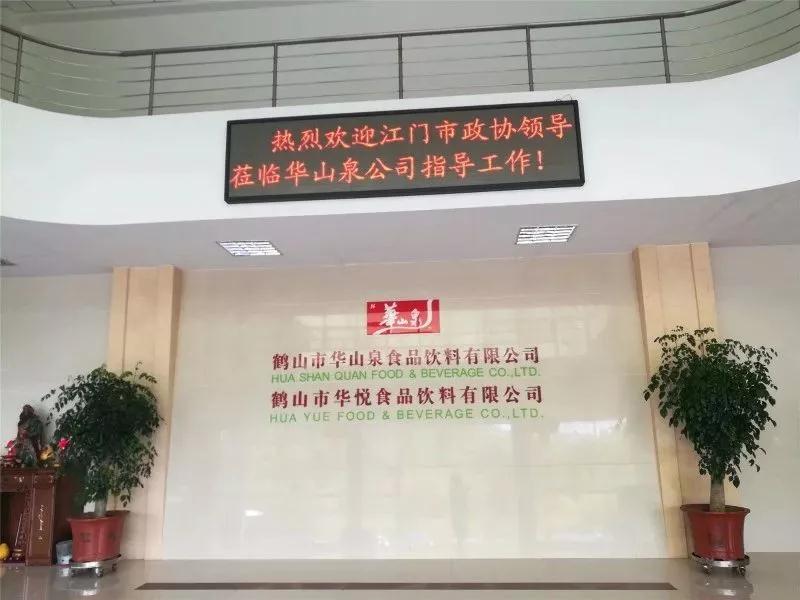 热烈欢迎江门市政协领导
莅临华山泉公司指导工作！
華山泉
鹤山市华山泉食品饮料有限公司
HUA SHAN QUAN FOOD & BEVERAGE CO.,LTD.
鹤山市华悦食品饮料有限公司
HUA YUE FOOD & BEVERAGE CO.,LTD.